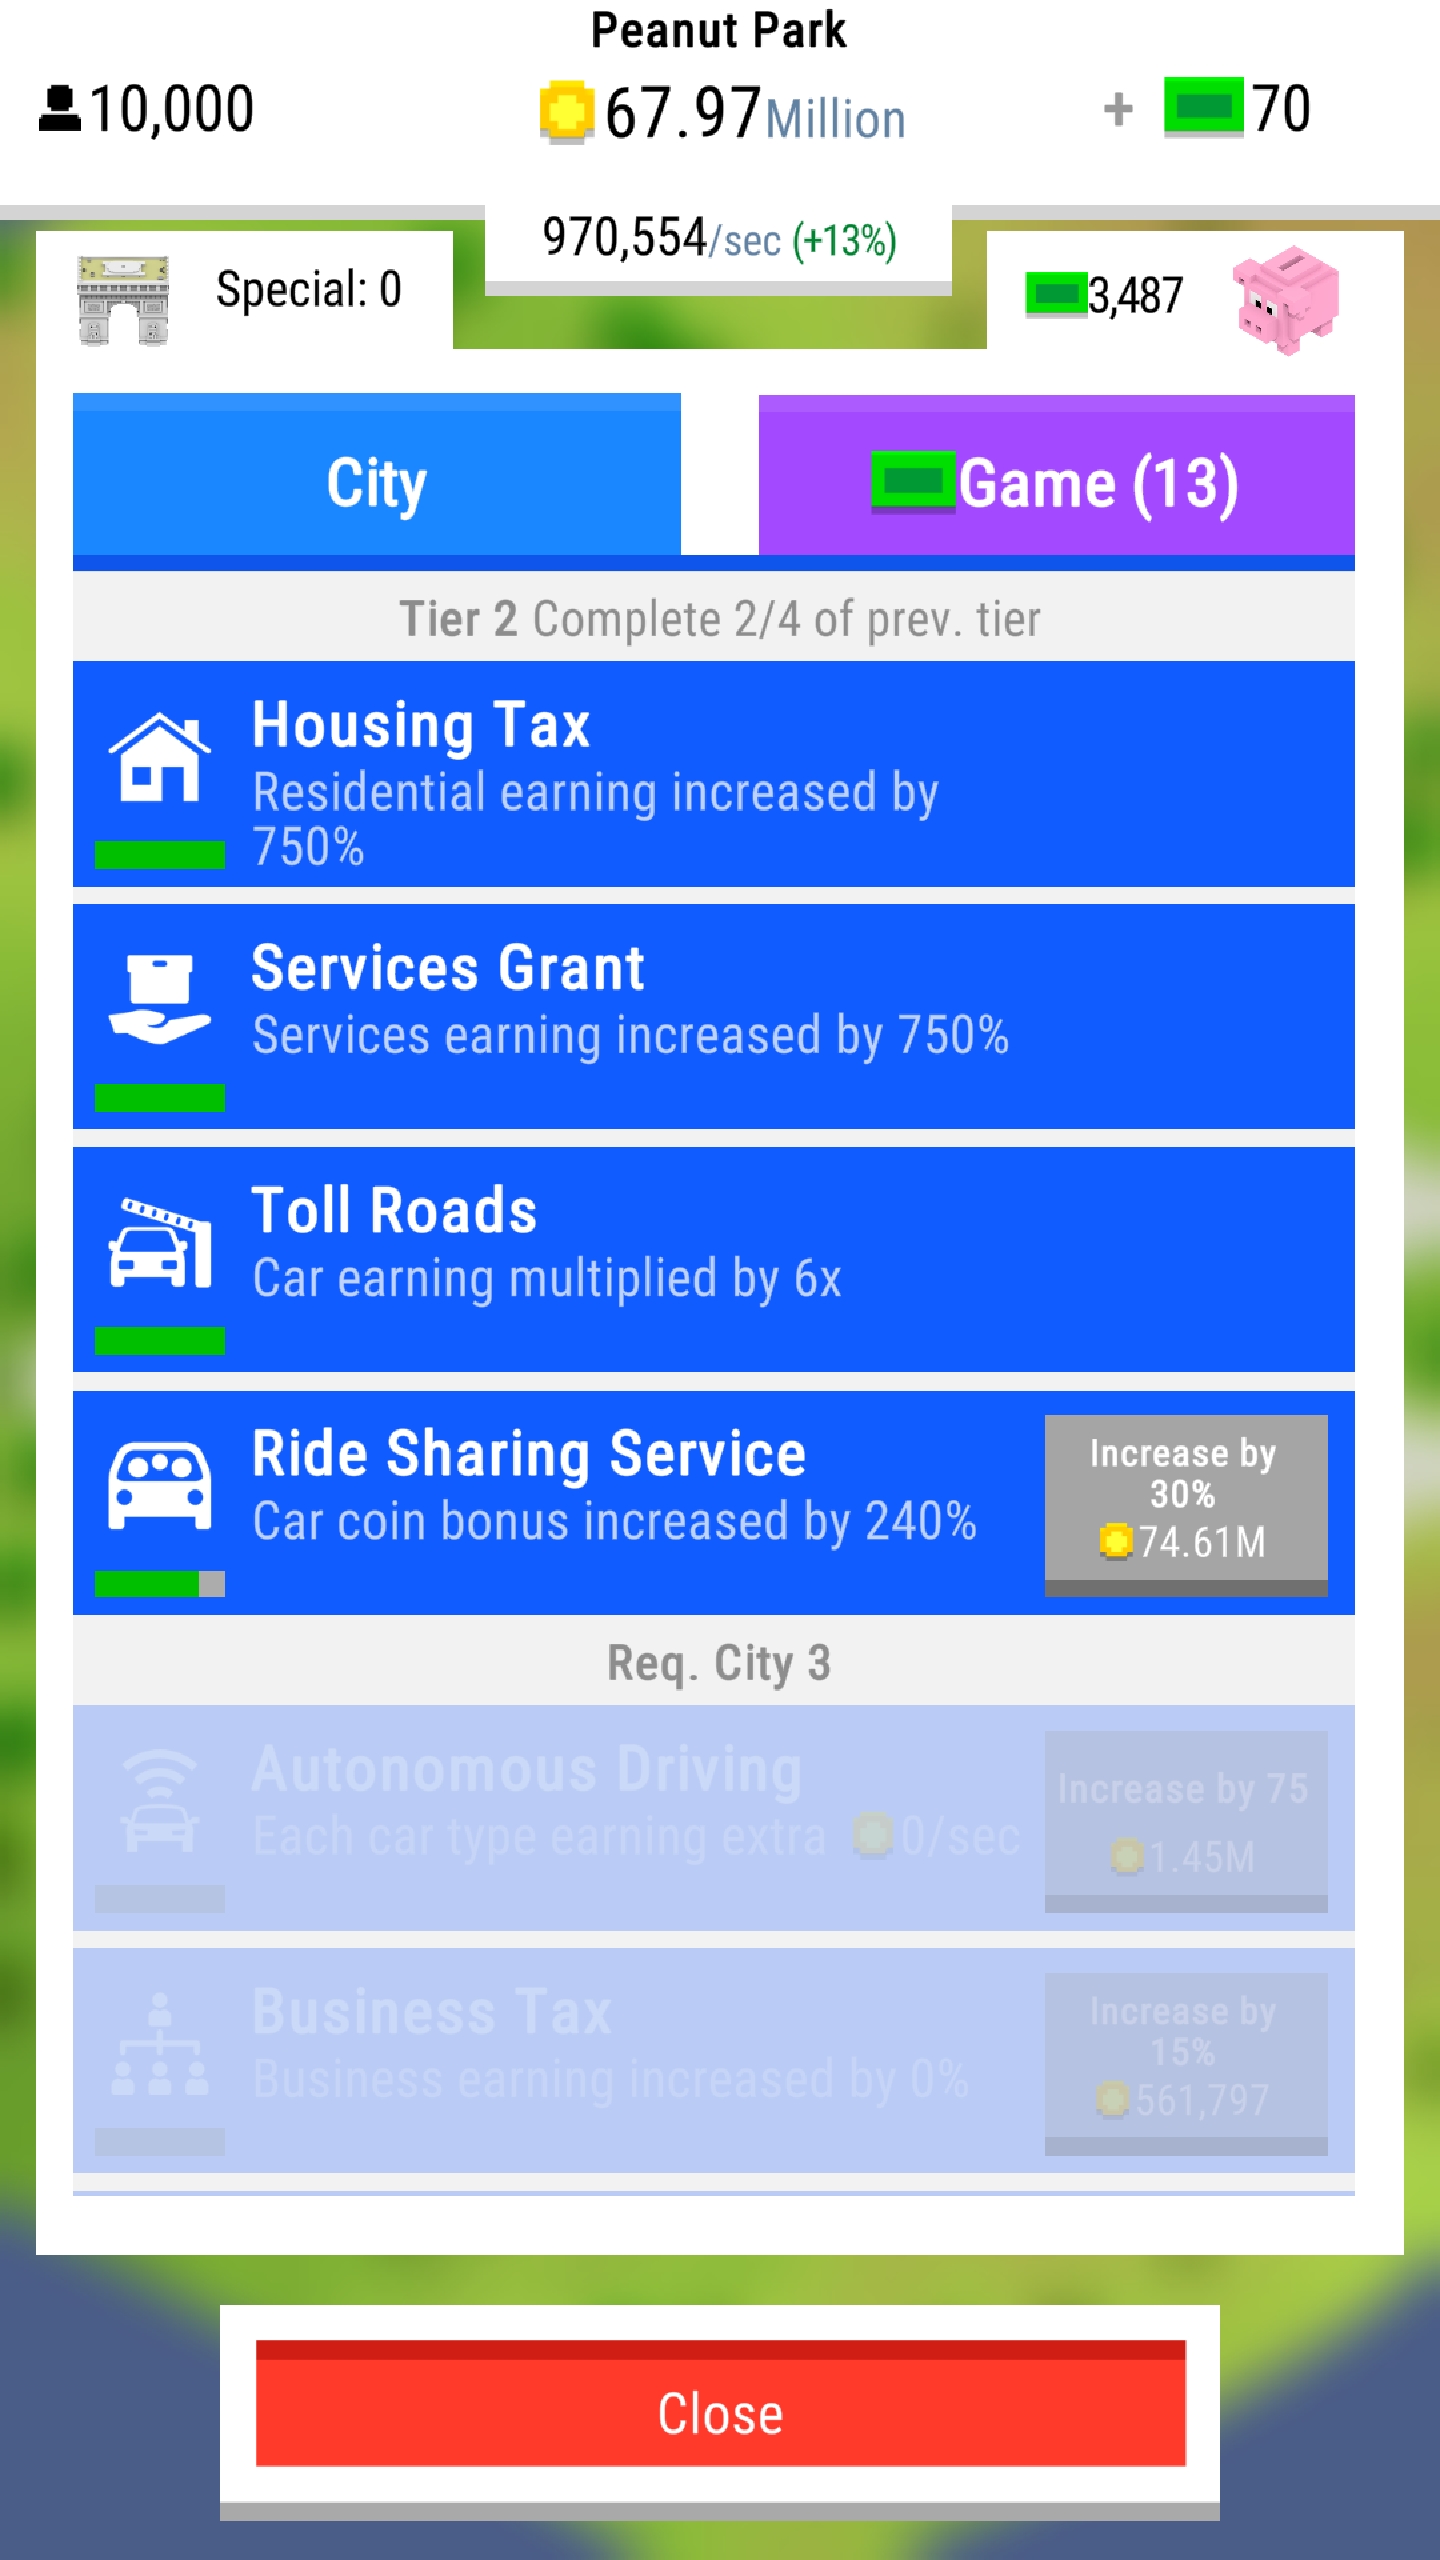 Peanut Park
10,000
67.97Million
+ 70
970,554/sec (+13%)
Special: 0
3,487
City
Game (13)
Tier 2 Complete 2/4 of prev. tier
Housing Tax
Residential earning increased by
750%
Services Grant
Services earning increased by 750%
Toll Roads
Car earning multiplied by 6x
Ride Sharing Service
Car coin bonus increased by 240%
Increase by
30%
74.61M
Req. City 3
Autonomous Driving
Each car type earning extra 0/sec
Increase by 75
1.45M
Business Tax
Business earning increased by 0%
Increase by
15%
561,797
Close